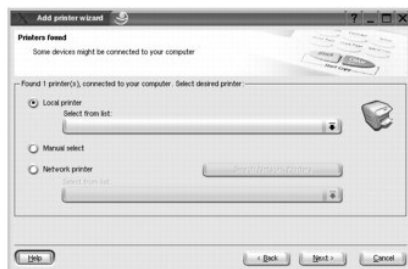 Add printer wizard
Printers found
Some devices might be connected to your computer
Found 1 printer(s), connected to your computer. Select desired printer:
Local printer
Select from list:
Manual select
Network printer
Select from list:
Help
< Back
Next >
Cancel